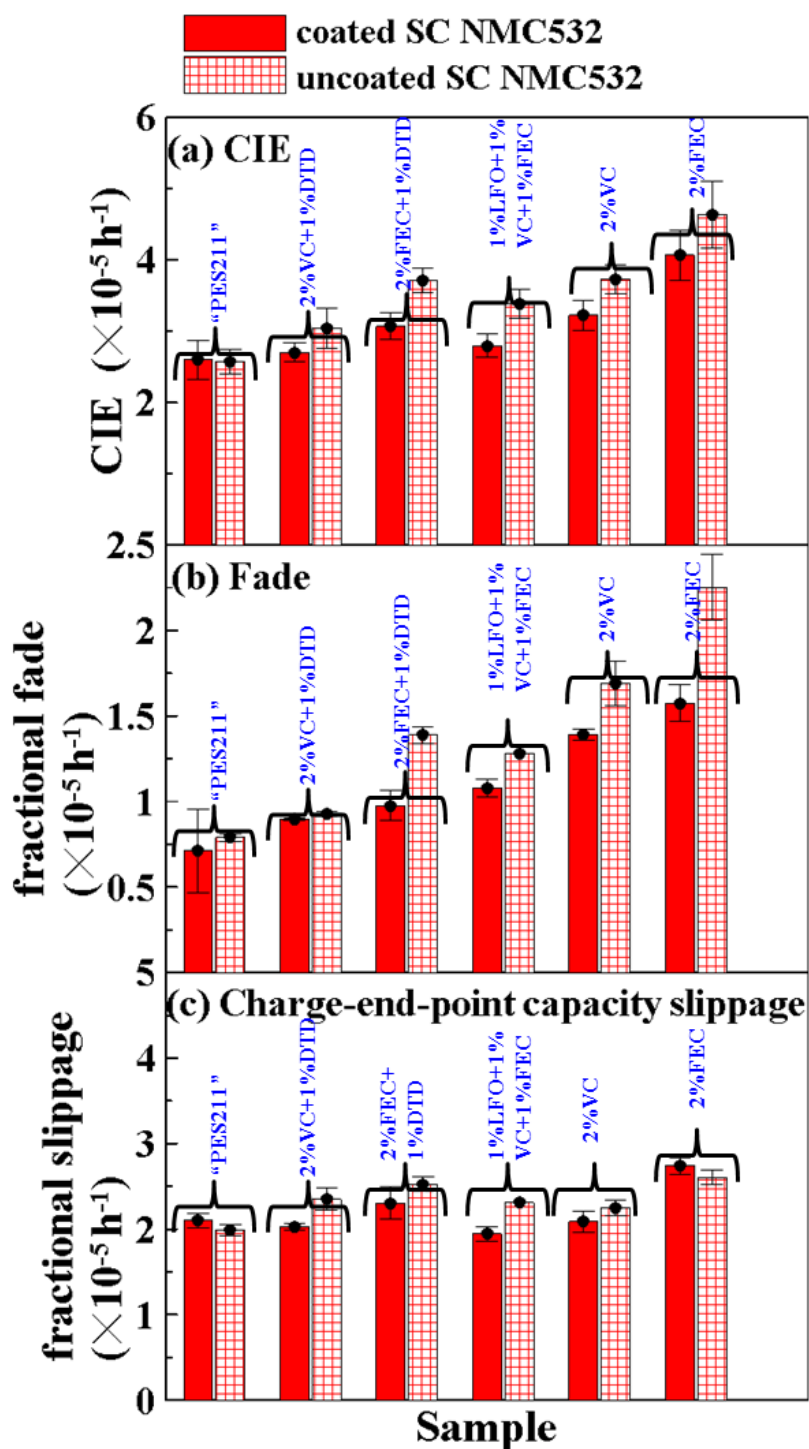 coated SC NMC532
uncoated SC NMC532
(a) CIE
CIE (×10⁻⁵ h⁻¹)
6
4
2
"PES211"
2%VC+1%DTD
2%FEC+1%DTD
1%LFO+1%
VC+1%FEC
2%VC
2%FEC
(b) Fade
fractional fade
(×10⁻⁵ h⁻¹)
2.5
2
1.5
1
0.5
"PES211"
2%VC+1%DTD
2%FEC+1%DTD
1%LFO+1%
VC+1%FEC
2%VC
2%FEC
(c) Charge-end-point capacity slippage
fractional slippage
(×10⁻⁵ h⁻¹)
5
4
3
2
1
0
"PES211"
2%VC+1%DTD
2%FEC+
1%DTD
1%LFO+1%
VC+1%FEC
2%VC
2%FEC
Sample